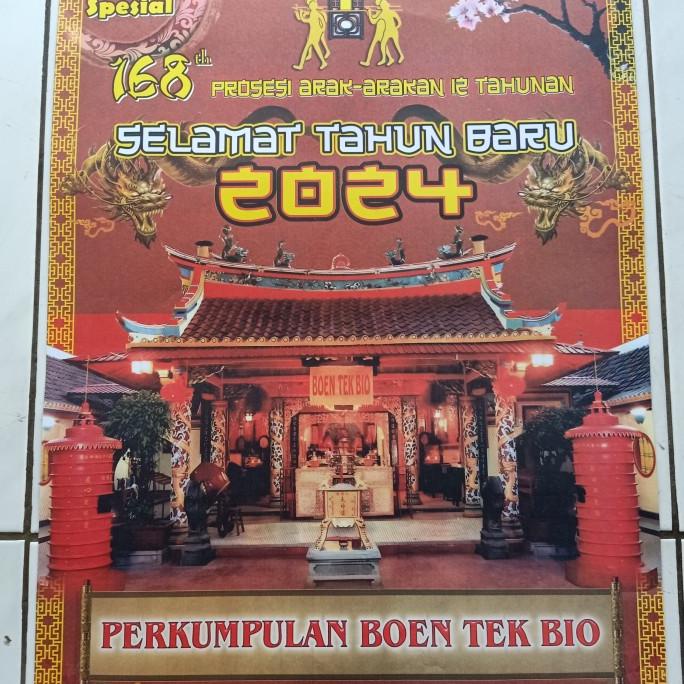 Spesial
168th
PROSESI ARAK-ARAKAN 12 TAHUNAN
SELAMAT TAHUN BARU
2024
BOEN TEK BIO
PERKUMPULAN BOEN TEK BIO